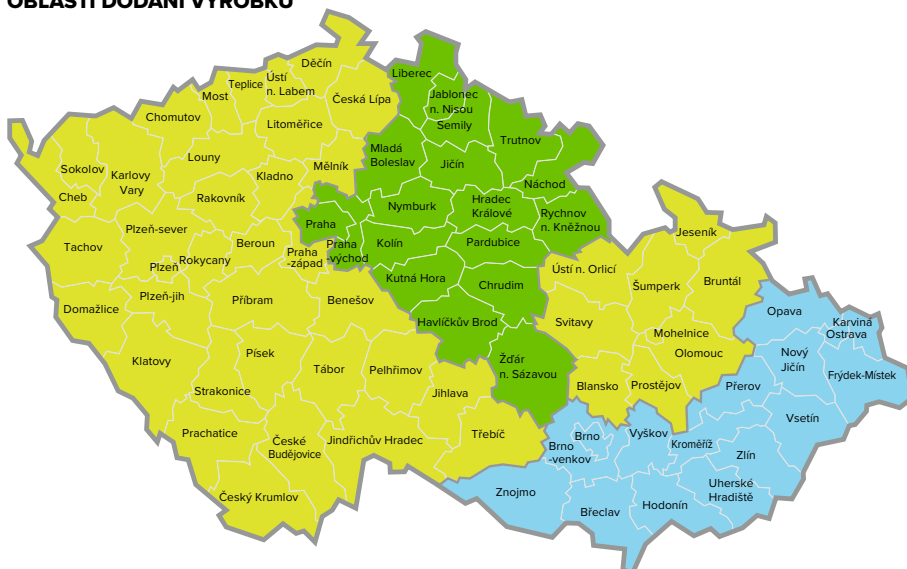 OBLASTI DODÁNÍ VÝROBKU
Děčín
Liberec
Teplice
Ústí
n. Labem
Most
Česká Lípa
Jablonec
n. Nisou
Chomutov
Litoměřice
Semily
Trutnov
Mladá
Boleslav
Louny
Jičín
Mělník
Sokolov
Karlovy
Vary
Kladno
Náchod
Cheb
Rakovník
Nymburk
Hradec
Králové
Rychnov
n. Kněžnou
Praha
Plzeň-sever
Jeseník
Tachov
Beroun
Praha
-západ
Praha
-východ
Kolín
Pardubice
Plzeň
Rokycany
Ústí n. Orlicí
Kutná Hora
Chrudim
Šumperk
Bruntál
Plzeň-jih
Příbram
Benešov
Domažlice
Opava
Havlíčkův Brod
Svitavy
Karviná
Ostrava
Mohelnice
Klatovy
Písek
Olomouc
Nový
Jičín
Žďár
n. Sázavou
Tábor
Pelhřimov
Frýdek-Místek
Strakonice
Blansko
Prostějov
Přerov
Jihlava
Vsetín
Prachatice
České
Budějovice
Jindřichův Hradec
Třebíč
Brno
Vyškov
Kroměříž
Brno
-venkov
Zlín
Český Krumlov
Znojmo
Uherské
Hradiště
Hodonín
Břeclav